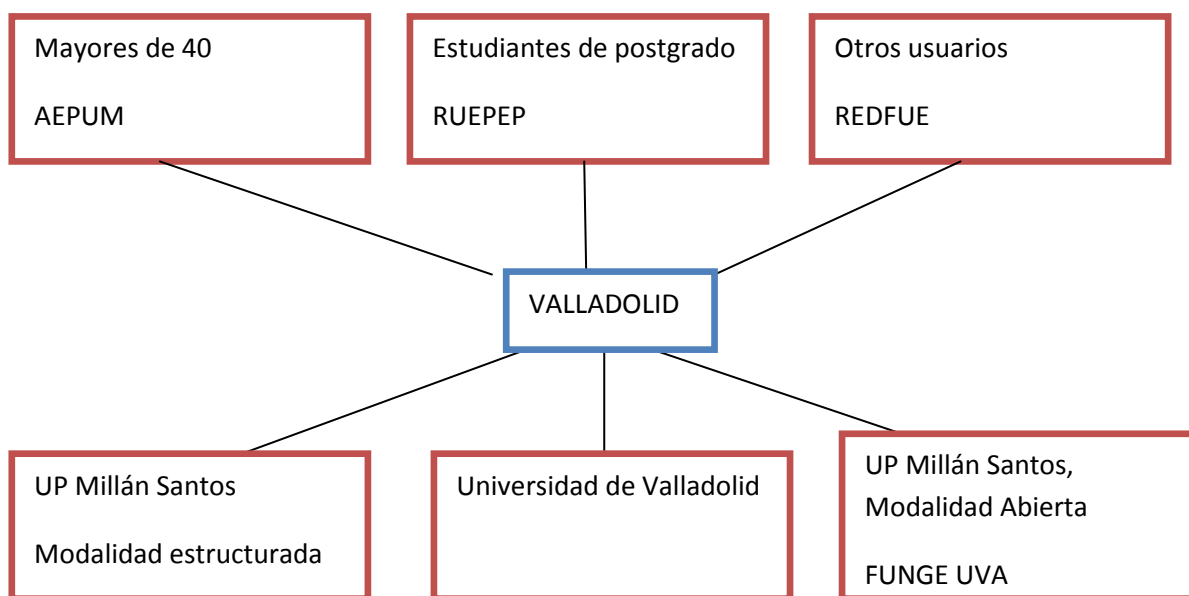 Mayores de 40
AEPUM
Estudiantes de postgrado
RUEPEP
Otros usuarios
REDFUE
VALLADOLID
UP Millán Santos
Modalidad estructurada
Universidad de Valladolid
UP Millán Santos,
Modalidad Abierta
FUNGE UVA